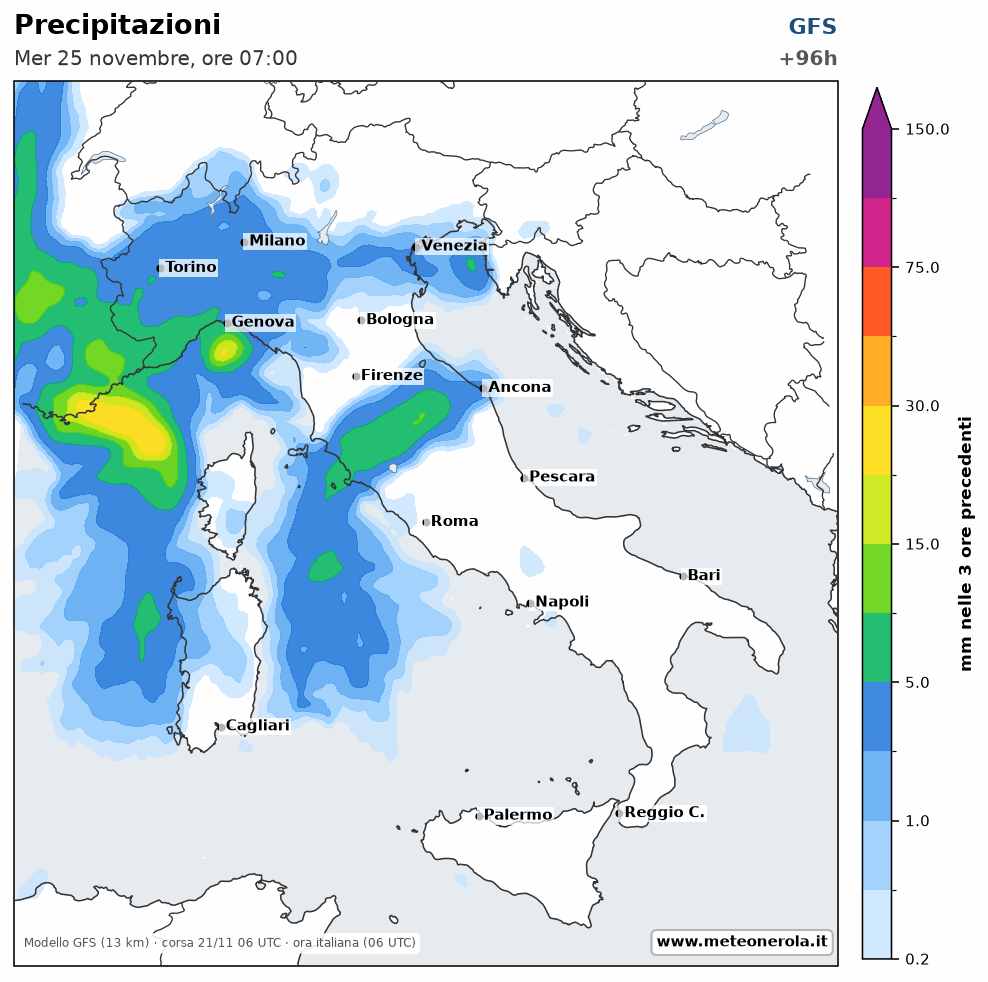 Precipitazioni
GFS
Mer 25 novembre, ore 07:00
+96h
150.0
75.0
30.0
15.0
5.0
1.0
0.2
mm nelle 3 ore precedenti
Milano
Venezia
Torino
Genova
Bologna
Firenze
Ancona
Pescara
Roma
Bari
Napoli
Cagliari
Palermo
Reggio C.
Modello GFS (13 km) · corsa 21/11 06 UTC · ora italiana (06 UTC)
www.meteonerola.it